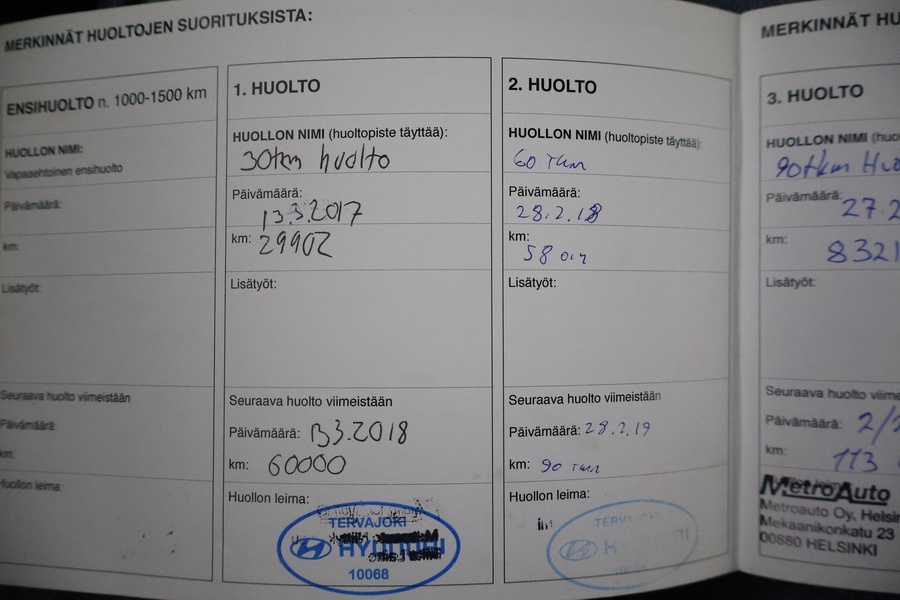 MERKINNÄT HUOLTOJEN SUORITUKSISTA:
ENSIHUOLTO n. 1000-1500 km
HUOLLON NIMI:
Vapaaehtoinen ensihuolto
Päivämäärä:
km:
Lisätyöt:
Seuraava huolto viimeistään
Päivämäärä:
km:
Huollon leima:
1. HUOLTO
HUOLLON NIMI (huoltopiste täyttää):
30tkm huolto
Päivämäärä:
13.3.2017
km: 29902
Lisätyöt:
Seuraava huolto viimeistään
Päivämäärä: 13.3.2018
km: 60000
Huollon leima:
TERVAJOKI
HYUNDAI
10068
2. HUOLTO
HUOLLON NIMI (huoltopiste täyttää):
60 TKM
Päivämäärä:
28.2.18
km:
58
Lisätyöt:
Seuraava huolto viimeistään
Päivämäärä: 28.2.19
km: 90 TKM
Huollon leima:
TERVAJOKI
MERKINNÄT HU
3. HUOLTO
HUOLLON NIMI (huo
90tkm Huo
Päivämäärä:
27.2
km:
8321
Lisätyöt:
Seuraava huolto viime
Päivämäärä: 2/
km: 113
MetroAuto
Metroauto Oy, Helsin
Mekaanikonkatu 23
00880 HELSINKI